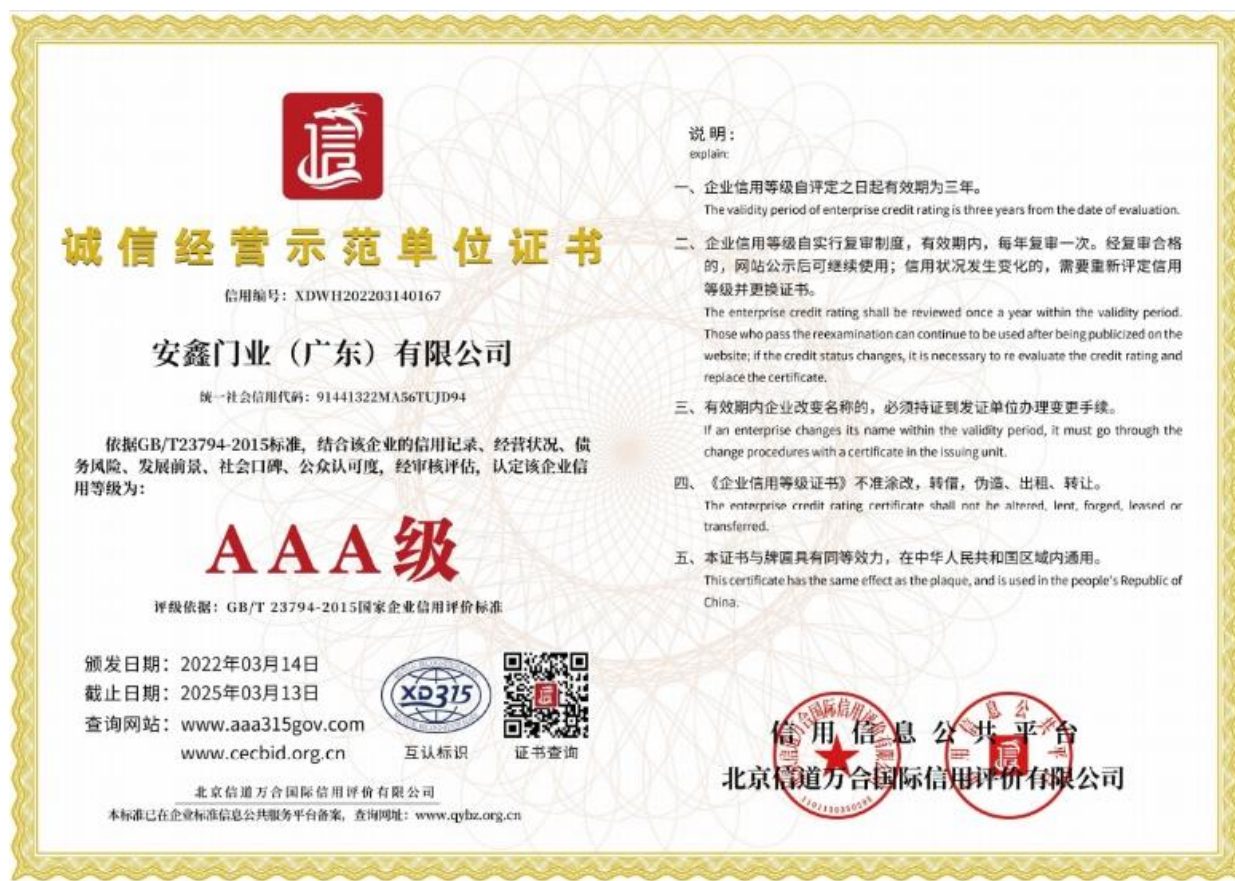 信
诚信经营示范单位证书
信用编号：XDWH202203140167
安鑫门业（广东）有限公司
统一社会信用代码：91441322MA56TUJD94
依据GB/T23794-2015标准，结合该企业的信用记录、经营状况、债
务风险、发展前景、社会口碑、公众认可度，经审核评估，认定该企业信
用等级为：
AAA级
评级依据：GB/T 23794-2015国家企业信用评价标准
颁发日期：2022年03月14日
截止日期：2025年03月13日
查询网站：www.aaa315gov.com
www.cecbid.org.cn
XD315
互认标识
信
证书查询
北京信道万合国际信用评价有限公司
本标准已在企业标准信息公共服务平台备案，查询网址：www.qybz.org.cn
说 明：
explain:
一、企业信用等级自评定之日起有效期为三年。
The validity period of enterprise credit rating is three years from the date of evaluation.
二、企业信用等级自实行复审制度，有效期内，每年复审一次。经复审合格
的，网站公示后可继续使用；信用状况发生变化的，需要重新评定信用
等级并更换证书。
The enterprise credit rating shall be reviewed once a year within the validity period.
Those who pass the reexamination can continue to be used after being publicized on the
website; if the credit status changes, it is necessary to re evaluate the credit rating and
replace the certificate.
三、有效期内企业改变名称的，必须持证到发证单位办理变更手续。
If an enterprise changes its name within the validity period, it must go through the
change procedures with a certificate in the issuing unit.
四、《企业信用等级证书》不准涂改，转借，伪造、出租、转让。
The enterprise credit rating certificate shall not be altered, lent, forged, leased or
transferred.
五、本证书与牌匾具有同等效力，在中华人民共和国区域内通用。
This certificate has the same effect as the plaque, and is used in the people's Republic of
China.
信用信息公共平台
北京信道万合国际信用评价有限公司